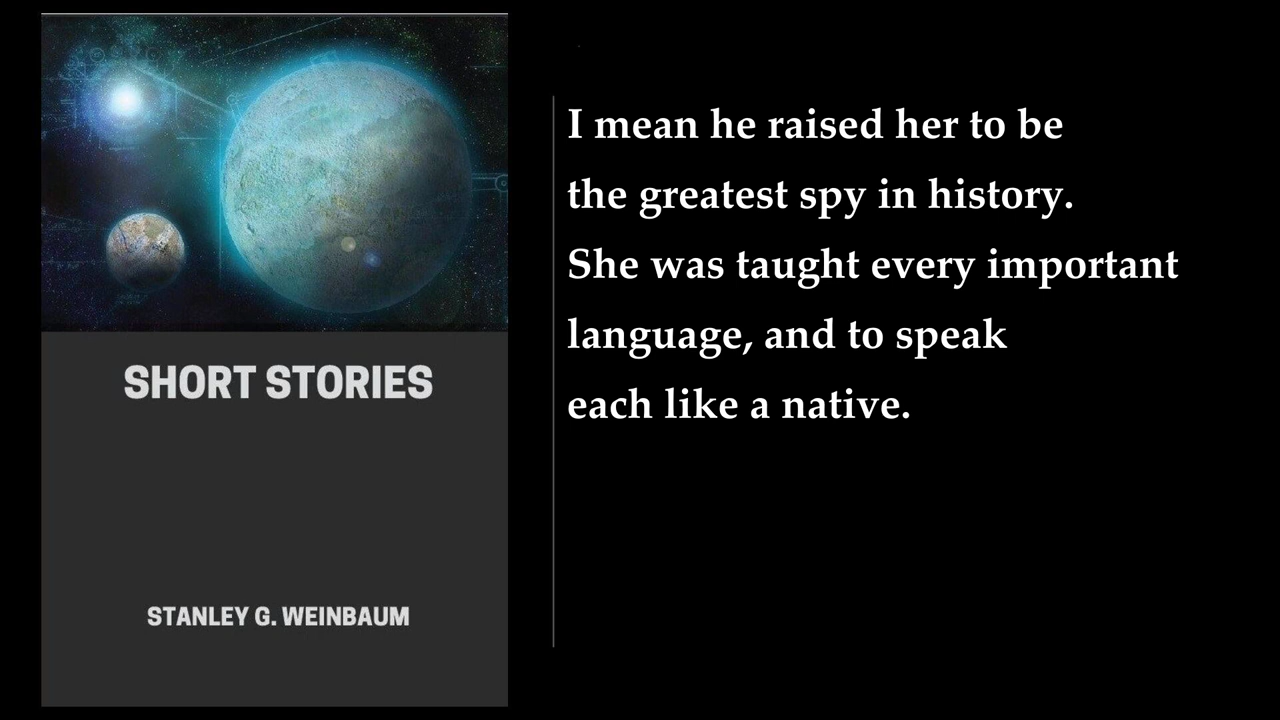 SHORT STORIES
STANLEY G. WEINBAUM
I mean he raised her to be
the greatest spy in history.
She was taught every important
language, and to speak
each like a native.